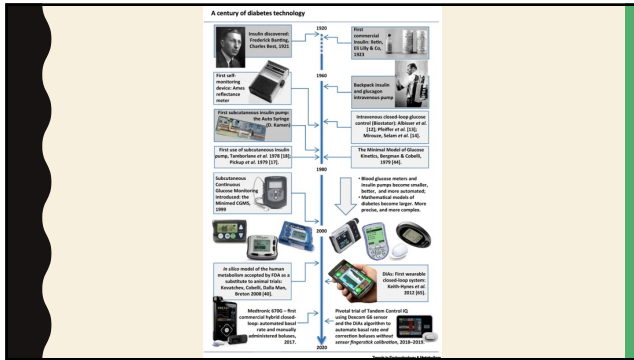 A century of diabetes technology
1920
Insulin discovered:
Frederick Banting,
Charles Best, 1921
First
commercial
insulin: Iletin,
Eli Lilly & Co,
1923
1960
First self-
monitoring
device: Ames
reflectance
meter
Backpack insulin
and glucagon
intravenous pump
First subcutaneous insulin pump:
the Auto Syringe
(D. Kamen)
Intravenous closed-loop glucose
control (Biostator): Albisser et al.
[12]; Pfeiffer et al. [13]; Mirouze,
Selam et al. [14].
First use of subcutaneous insulin
pump, Tamborlane et al. 1978 [18];
Pickup et al. 1979 [17].
The Minimal Model of Glucose
Kinetics, Bergman & Cobelli,
1979 [44].
1980
Subcutaneous
Continuous
Glucose Monitoring
introduced: the
Minimed CGMS,
1999
• Blood glucose meters and
insulin pumps become smaller,
better, and more automated;
• Mathematical models of
diabetes become larger. More
precise, and more complex.
2000
In silico model of the human
metabolism accepted by FDA as a
substitute to animal trials:
Kovatchev, Cobelli, Dalla Man,
Breton 2008 [40].
DiAs: First wearable
closed-loop system:
Keith-Hynes et al.
2012 [65].
Medtronic 670G – first
commercial hybrid closed-
loop: automated basal
rate and manually
administered boluses,
2017.
Pivotal trial of Tandem Control IQ
using Dexcom G6 sensor
and the DiAs algorithm to
automate basal rate and
correction boluses without
sensor fingerstick calibration, 2018–2019.
2020
Trends in Endocrinology & Metabolism